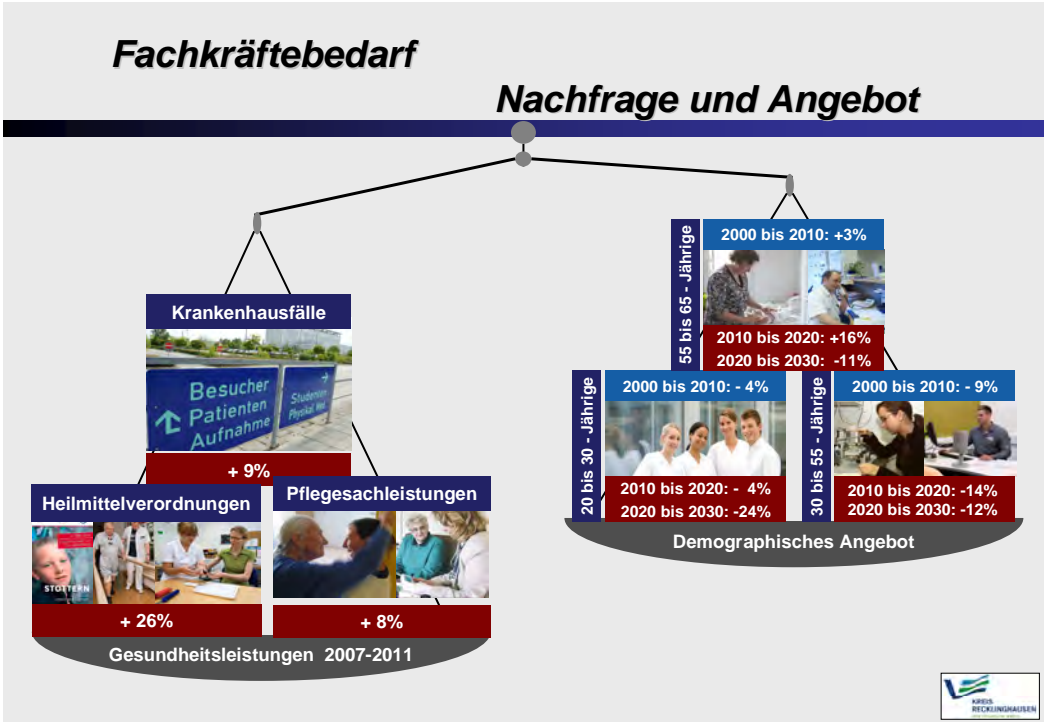 Fachkräftebedarf
Nachfrage und Angebot
Krankenhausfälle
Besucher
Patienten
Aufnahme
Studenten
Physikal. Med.
+ 9%
Heilmittelverordnungen
STOTTERN
+ 26%
Pflegesachleistungen
+ 8%
Gesundheitsleistungen 2007-2011
55 bis 65 - Jährige
2000 bis 2010: +3%
2010 bis 2020: +16%
2020 bis 2030: -11%
20 bis 30 - Jährige
2000 bis 2010: - 4%
2010 bis 2020: - 4%
2020 bis 2030: -24%
30 bis 55 - Jährige
2000 bis 2010: - 9%
2010 bis 2020: -14%
2020 bis 2030: -12%
Demographisches Angebot
KREIS
RECKLINGHAUSEN